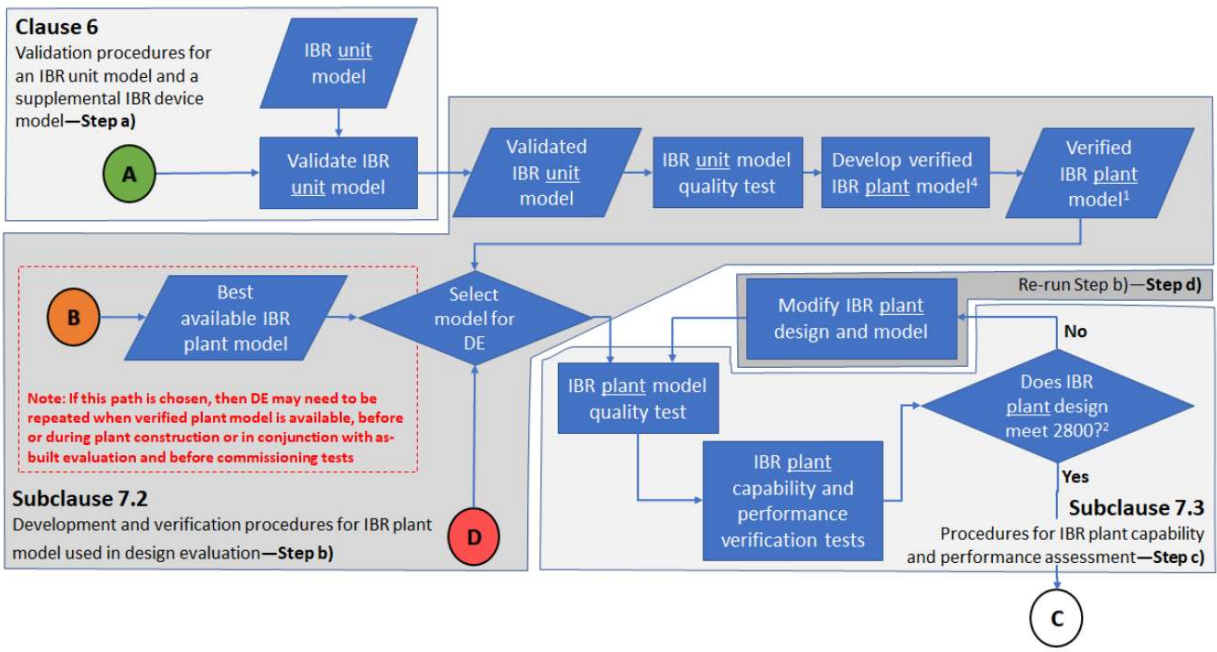 Clause 6
Validation procedures for
an IBR unit model and a
supplemental IBR device
model—Step a)
IBR unit
model
A
Validate IBR
unit model
Validated
IBR unit
model
IBR unit model
quality test
Develop verified
IBR plant model4
Verified
IBR plant
model1
B
Best
available IBR
plant model
Select
model for
DE
Note: If this path is chosen, then DE may need to be
repeated when verified plant model is available, before
or during plant construction or in conjunction with as-
built evaluation and before commissioning tests
Subclause 7.2
Development and verification procedures for IBR plant
model used in design evaluation—Step b)
D
Re-run Step b)—Step d)
Modify IBR plant
design and model
No
IBR plant model
quality test
Does IBR
plant design
meet 2800?2
IBR plant
capability and
performance
verification tests
Yes
Subclause 7.3
Procedures for IBR plant capability
and performance assessment—Step c)
C